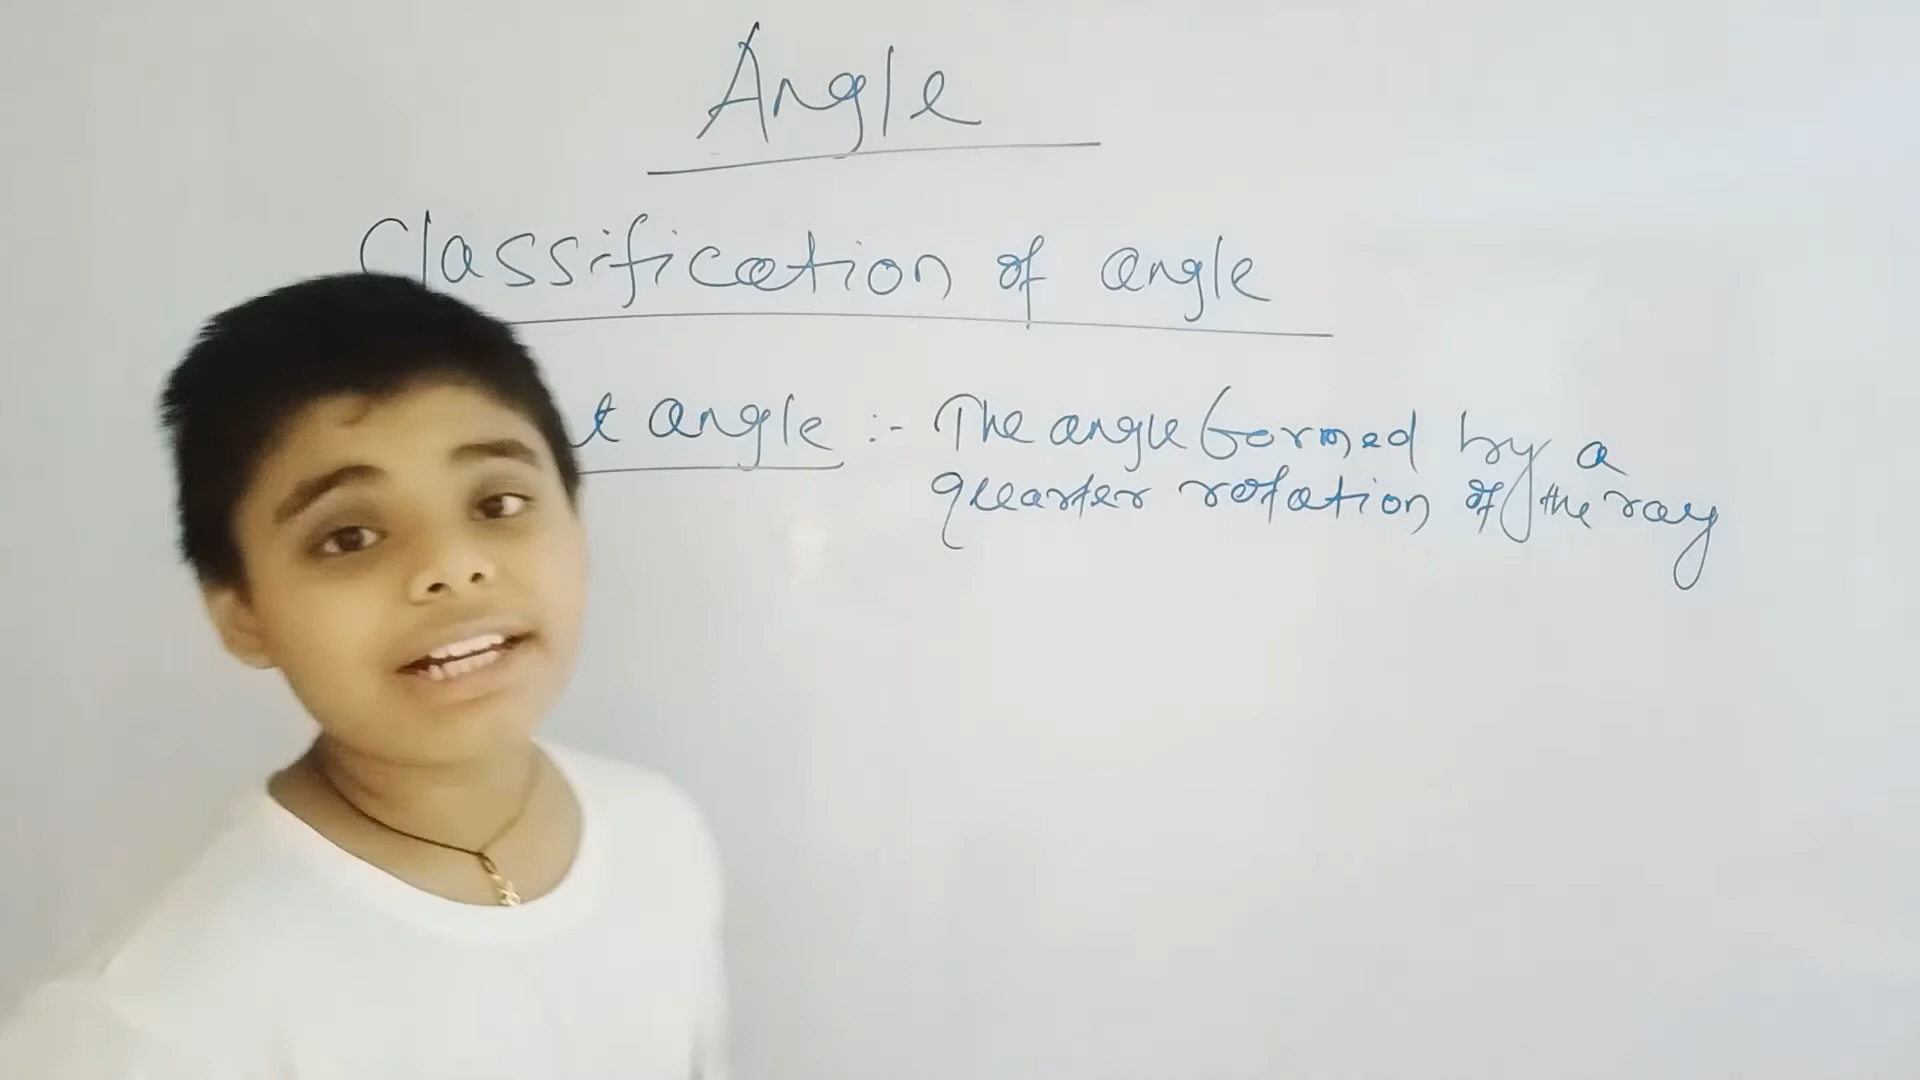 Angle
Classification of angle
t angle :- The angle formed by a
quarter rotation of the ray